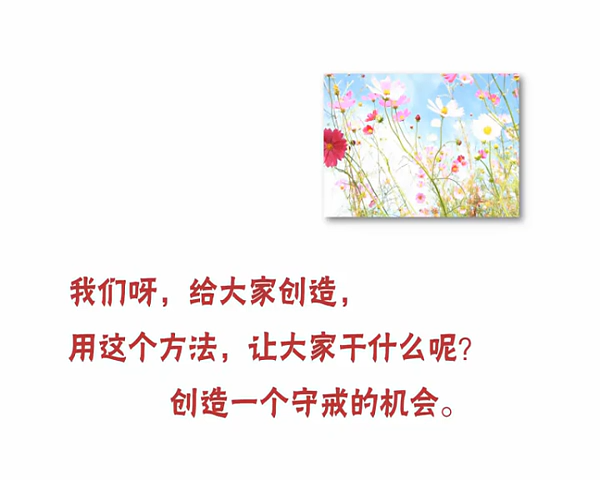 我们呀，给大家创造，
用这个方法，让大家干什么呢？
创造一个守戒的机会。